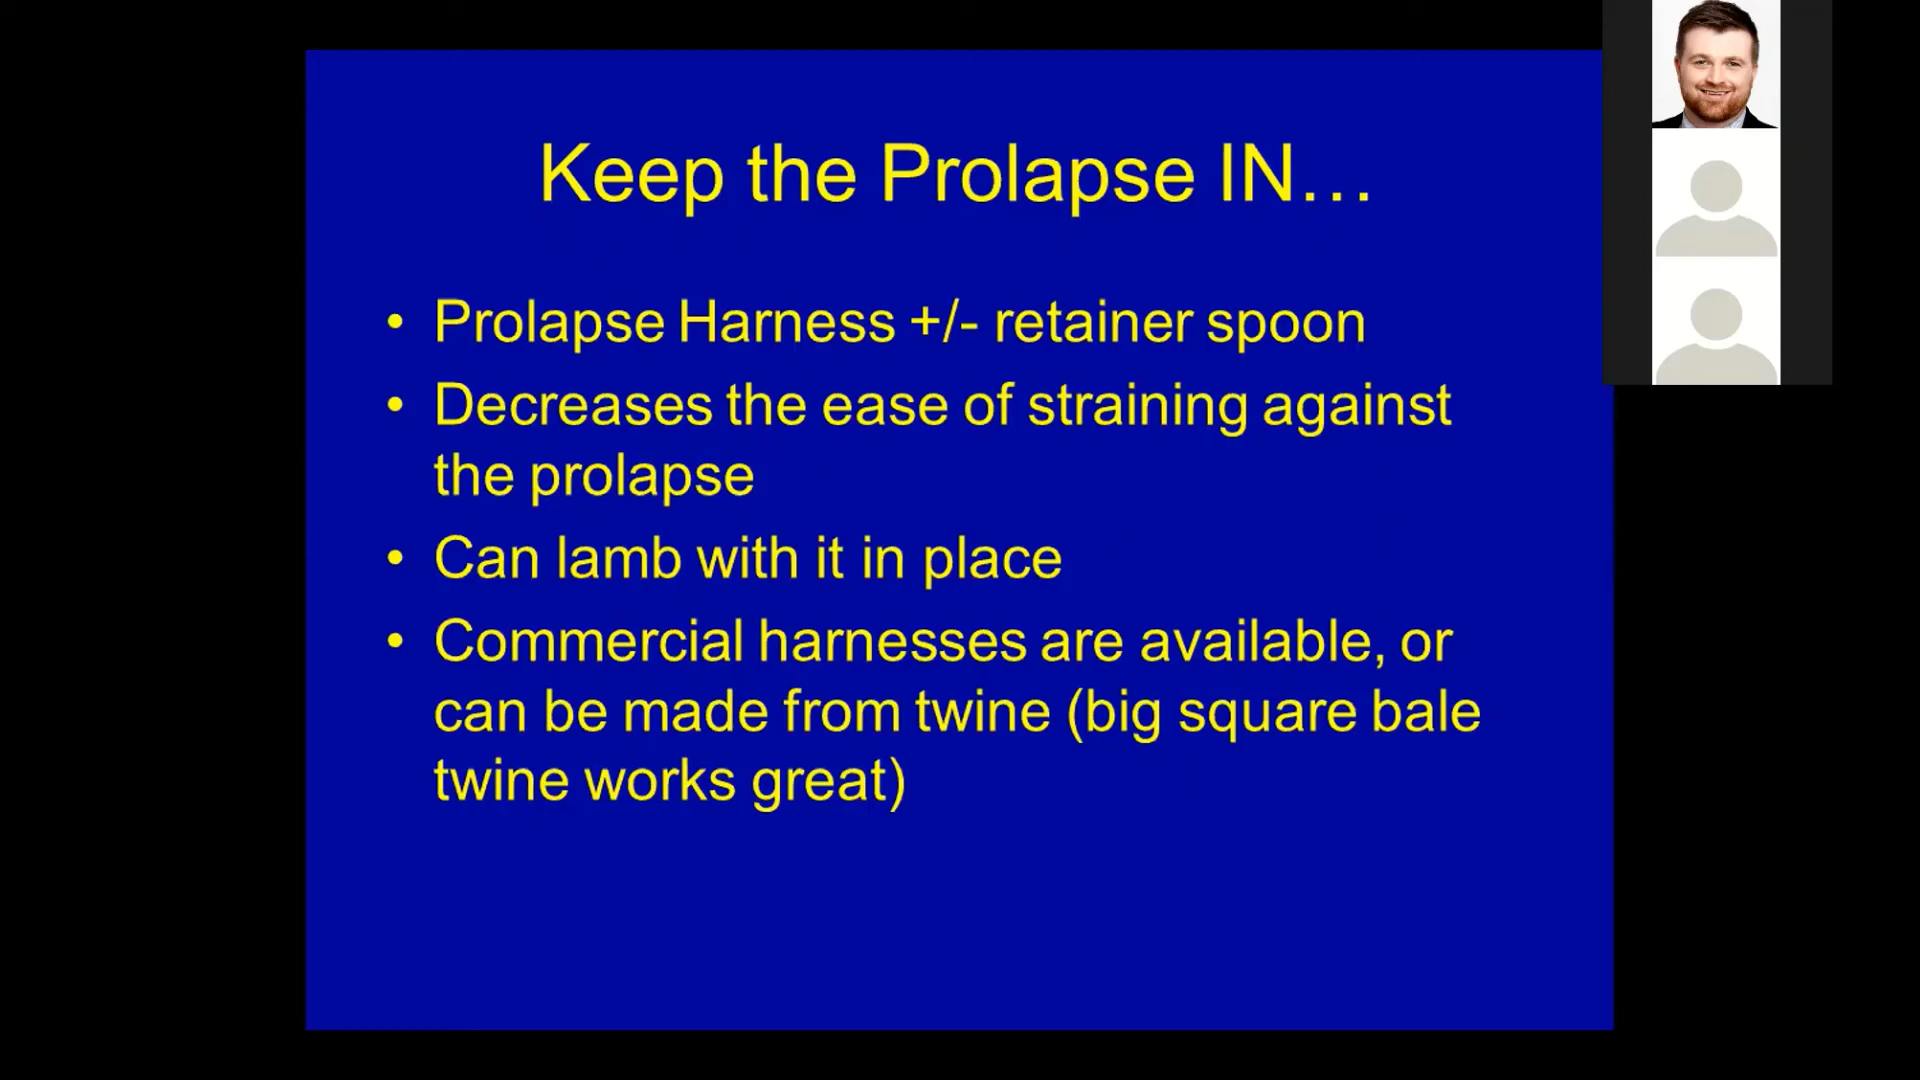 Keep the Prolapse IN…
• Prolapse Harness +/- retainer spoon
• Decreases the ease of straining against
the prolapse
• Can lamb with it in place
• Commercial harnesses are available, or
can be made from twine (big square bale
twine works great)